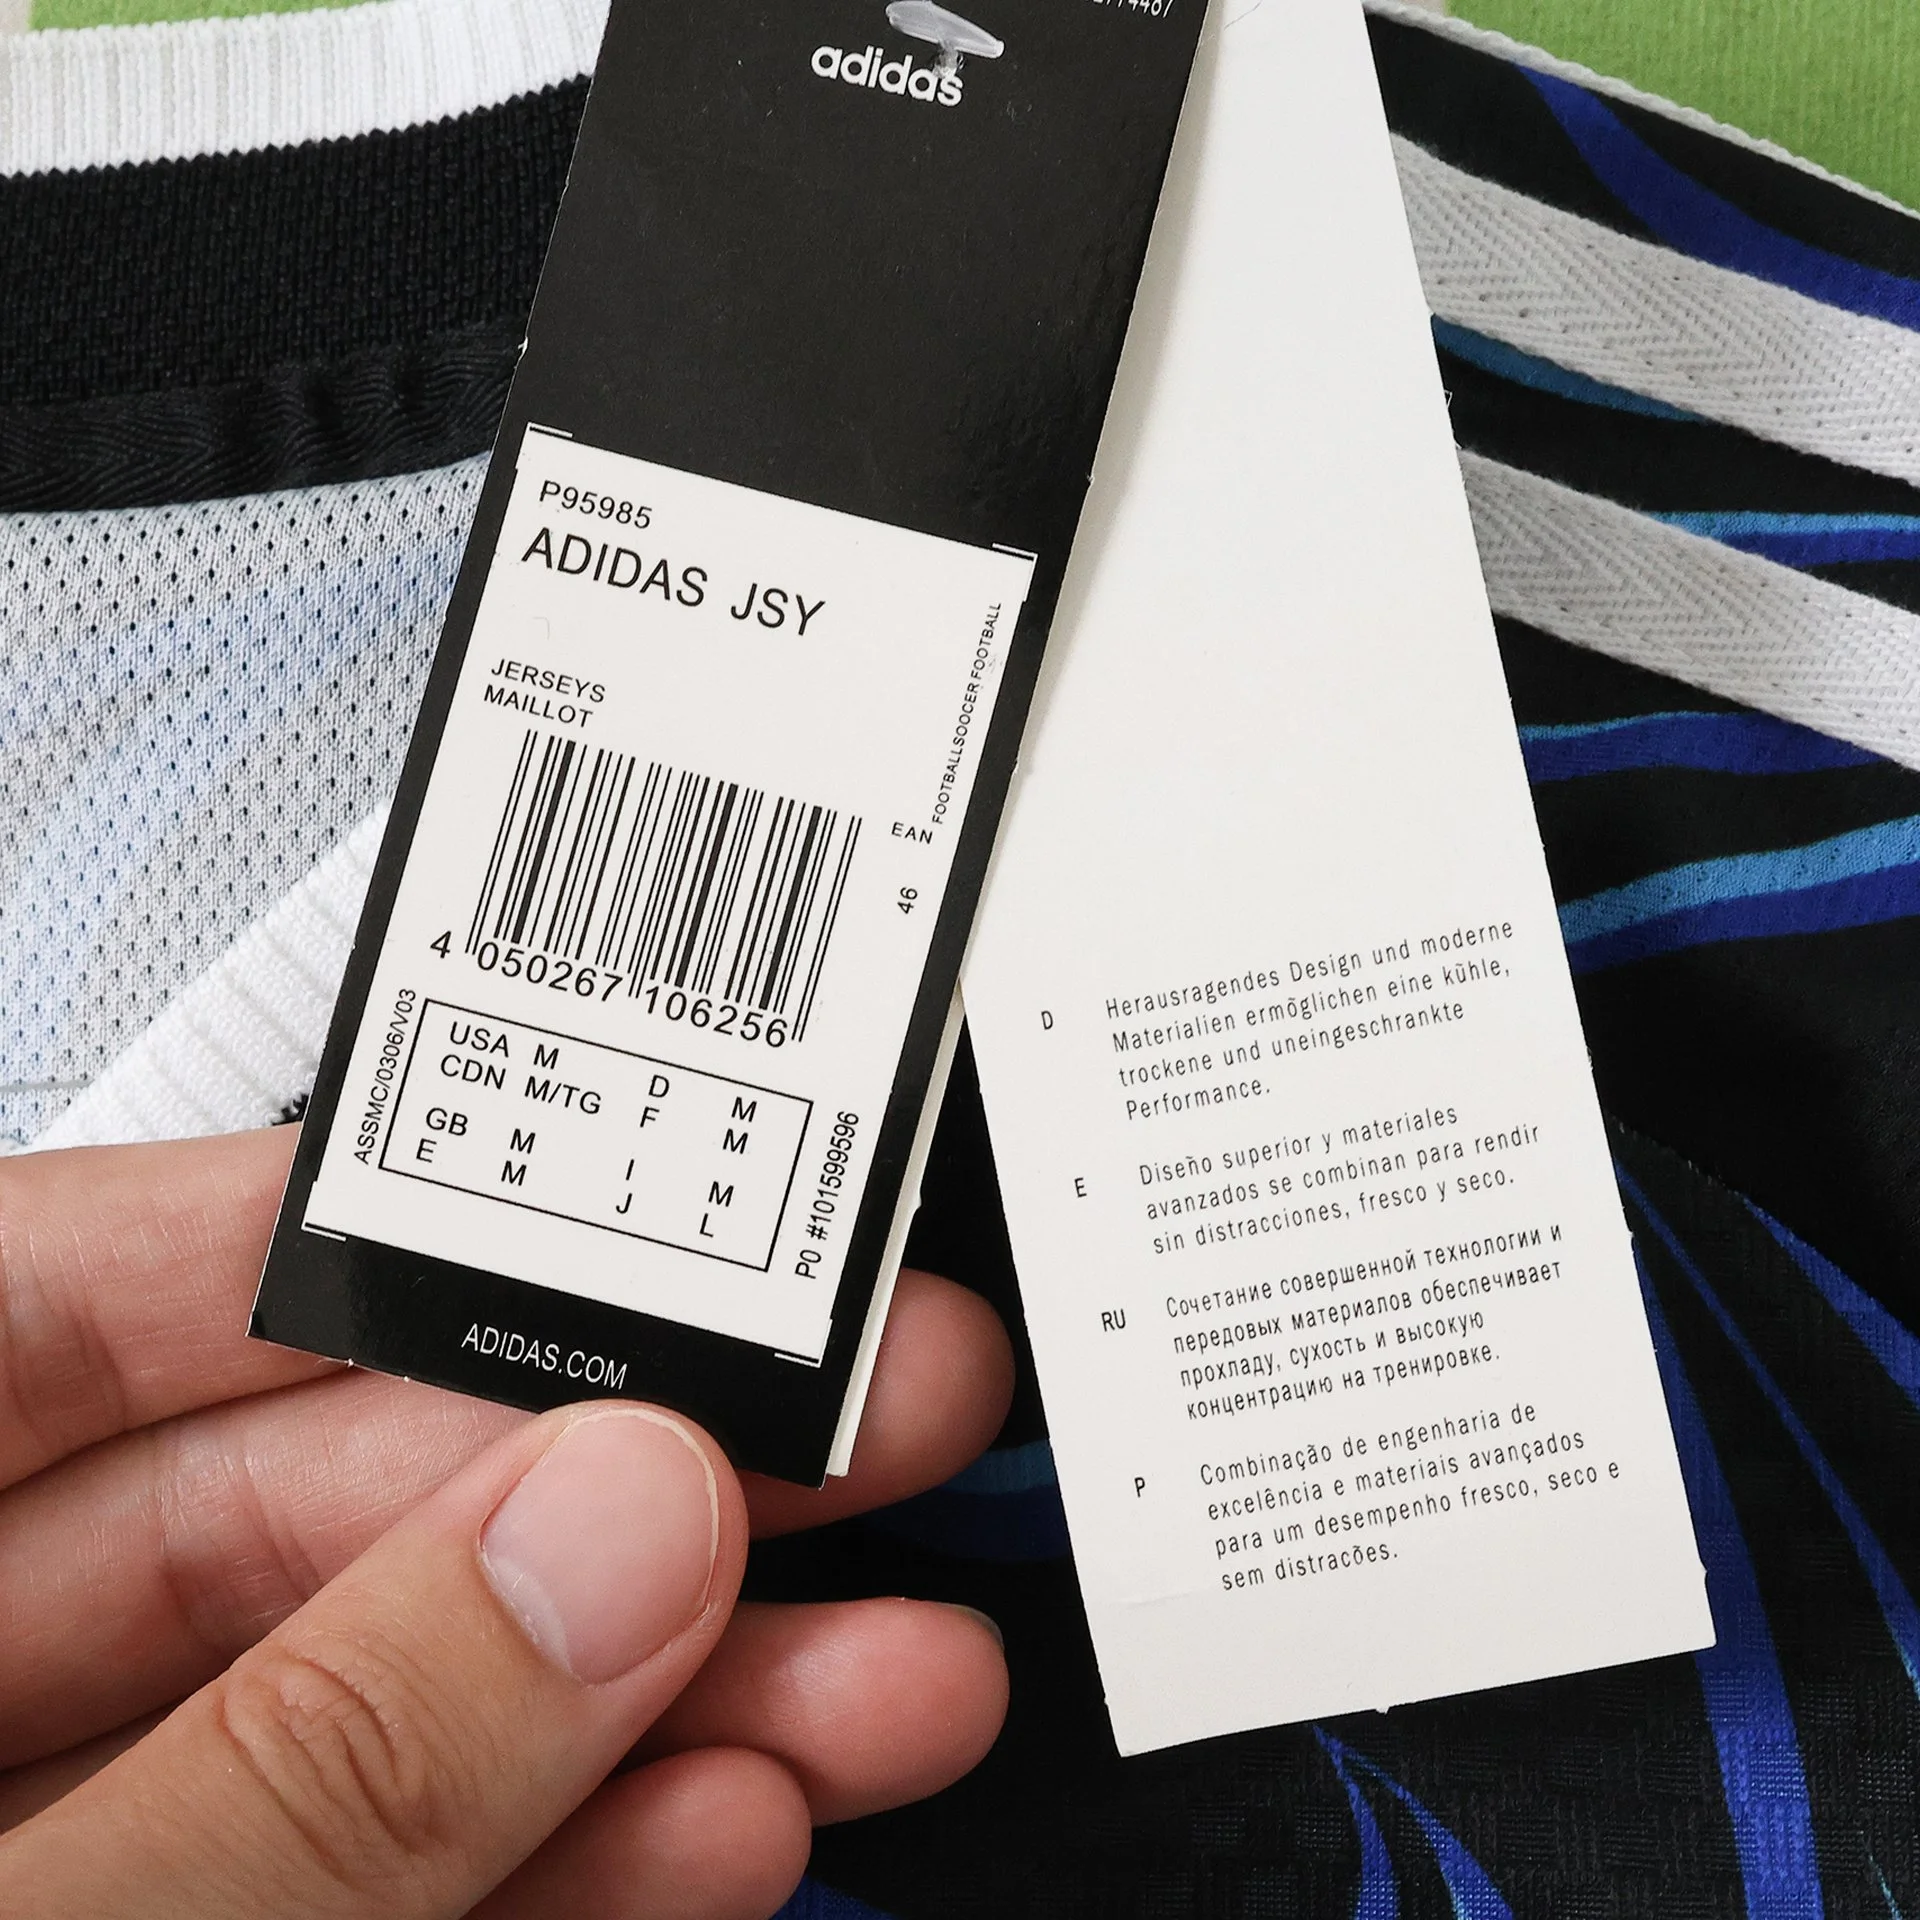 adidas
P95985
ADIDAS JSY
JERSEYS
MAILLOT
FOOTBALLSOCCER FOOTBALL
EAN
46
4 050267 106256
ASSMC/0306/V03
USA M D M
CDN M/TG F M
GB M I M
E M J L
PO #101599596
ADIDAS.COM
D Herausragendes Design und moderne
Materialien ermõglichen eine kũhle,
trockene und uneingeschrankte
Performance.
E Diseño superior y materiales
avanzados se combinan para rendir
sin distracciones, fresco y seco.
RU Сочетание совершенной технологии и
передовых материалов обеспечивает
прохладу, сухость и высокую
концентрацию на тренировке.
P Combinação de engenharia de
excelência e materiais avançados
para um desempenho fresco, seco e
sem distracões.